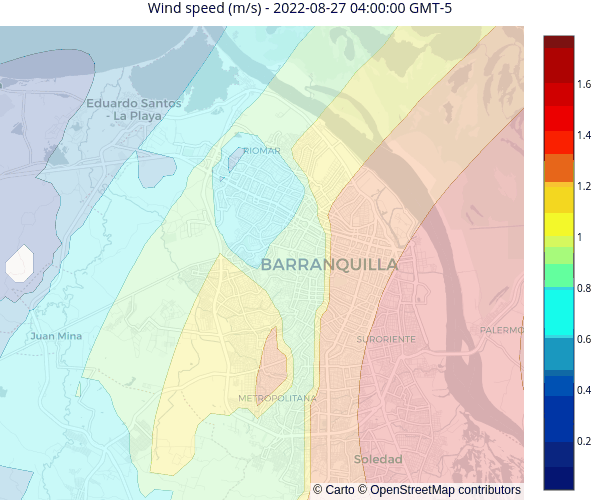 Wind speed (m/s) - 2022-08-27 04:00:00 GMT-5
Eduardo Santos
- La Playa
RIOMAR
BARRANQUILLA
Juan Mina
SURORIENTE
PALERMO
METROPOLITANA
Soledad
© Carto © OpenStreetMap contributors
1.6
1.4
1.2
1
0.8
0.6
0.4
0.2